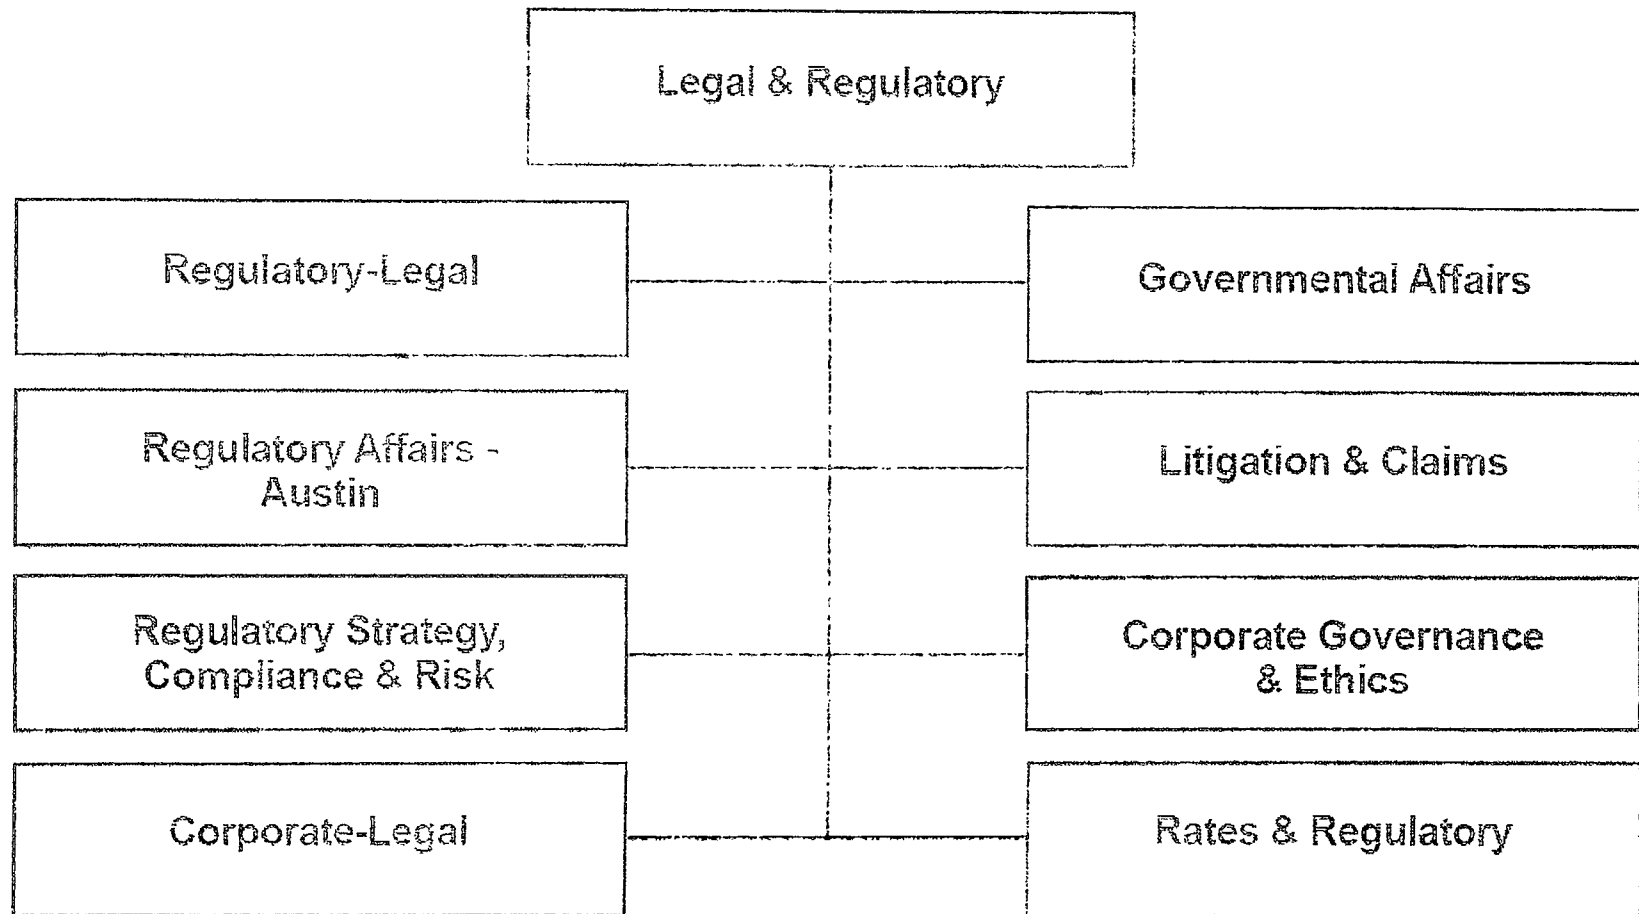 Legal & Regulatory
Regulatory-Legal
Governmental Affairs
Regulatory Affairs -
Austin
Litigation & Claims
Regulatory Strategy,
Compliance & Risk
Corporate Governance
& Ethics
Corporate-Legal
Rates & Regulatory